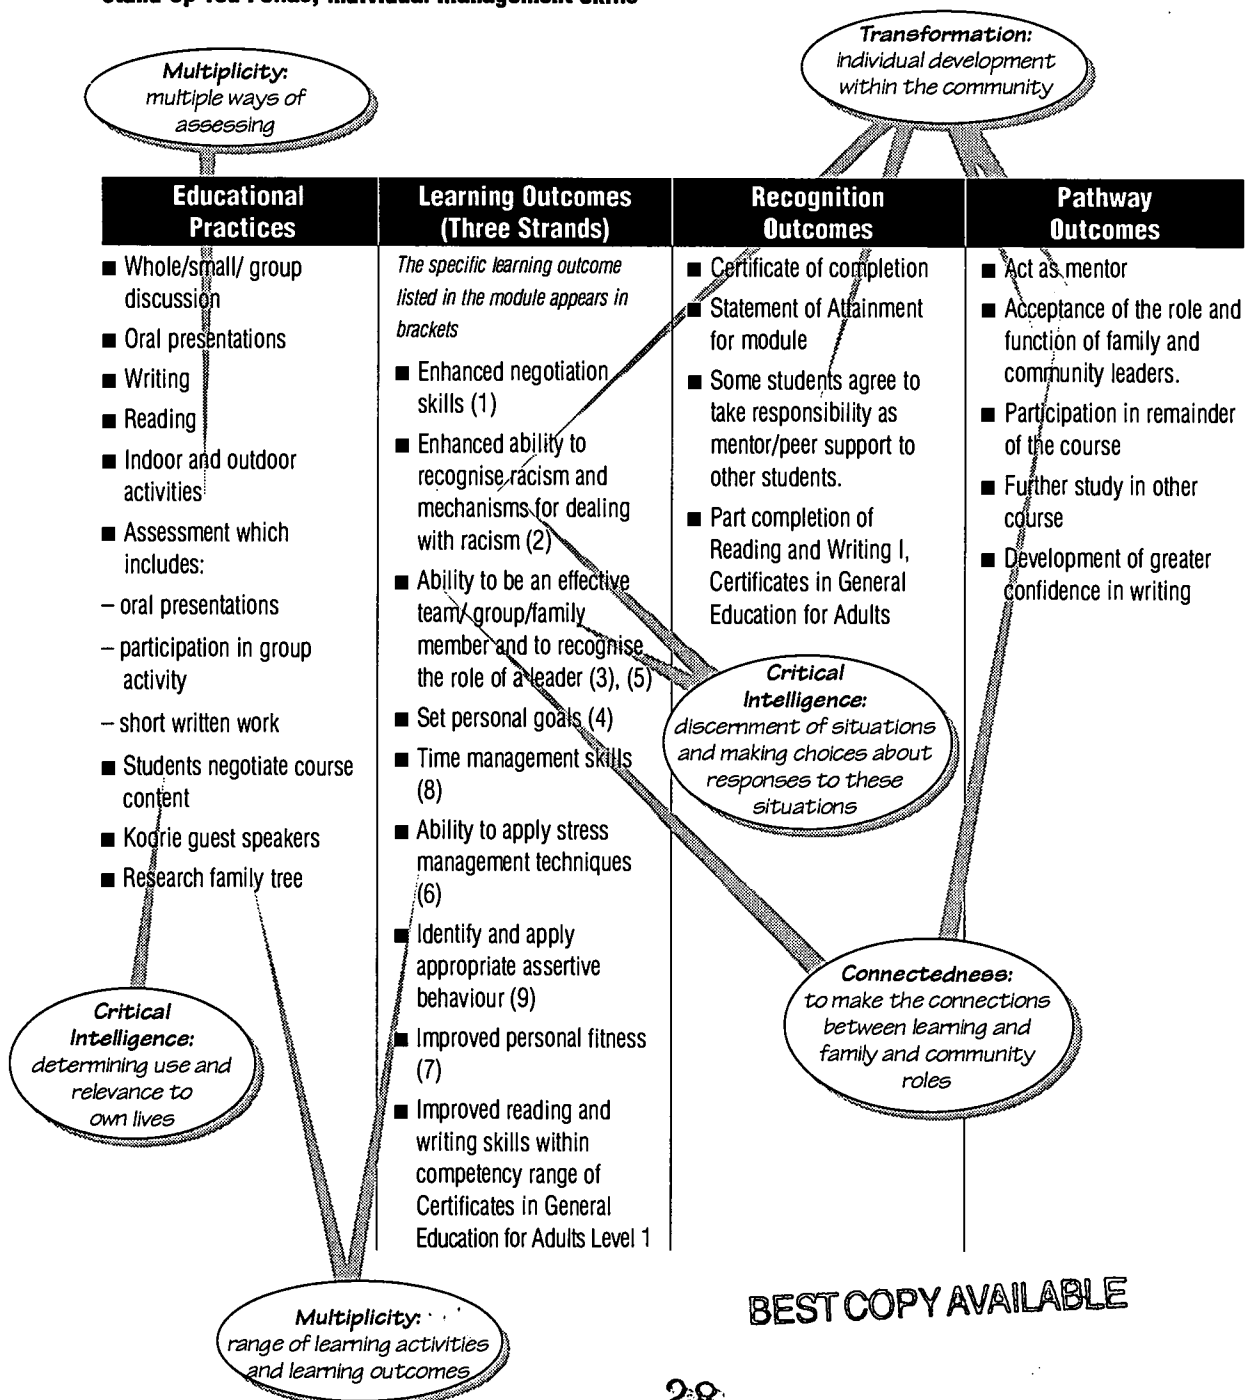 Transformation:
individual development
within the community
Multiplicity:
multiple ways of
assessing
Educational
Practices
■ Whole/small/ group
discussion
■ Oral presentations
■ Writing
■ Reading
■ Indoor and outdoor
activities
■ Assessment which
includes:
– oral presentations
– participation in group
activity
– short written work
■ Students negotiate course
content
■ Koorie guest speakers
■ Research family tree
Learning Outcomes
(Three Strands)
The specific learning outcome
listed in the module appears in
brackets
■ Enhanced negotiation
skills (1)
■ Enhanced ability to
recognise racism and
mechanisms for dealing
with racism (2)
■ Ability to be an effective
team/ group/family
member and to recognise
the role of a leader (3), (5)
■ Set personal goals (4)
■ Time management skills
(8)
■ Ability to apply stress
management techniques
(6)
■ Identify and apply
appropriate assertive
behaviour (9)
■ Improved personal fitness
(7)
■ Improved reading and
writing skills within
competency range of
Certificates in General
Education for Adults Level 1
Recognition
Outcomes
■ Certificate of completion
■ Statement of Attainment
for module
■ Some students agree to
take responsibility as
mentor/peer support to
other students.
■ Part completion of
Reading and Writing I,
Certificates in General
Education for Adults
Pathway
Outcomes
■ Act as mentor
■ Acceptance of the role and
function of family and
community leaders.
■ Participation in remainder
of the course
■ Further study in other
course
■ Development of greater
confidence in writing
Critical
Intelligence:
discernment of situations
and making choices about
responses to these
situations
Connectedness:
to make the connections
between learning and
family and community
roles
Critical
Intelligence:
determining use and
relevance to
own lives
Multiplicity:
range of learning activities
and learning outcomes
BEST COPY AVAILABLE
28